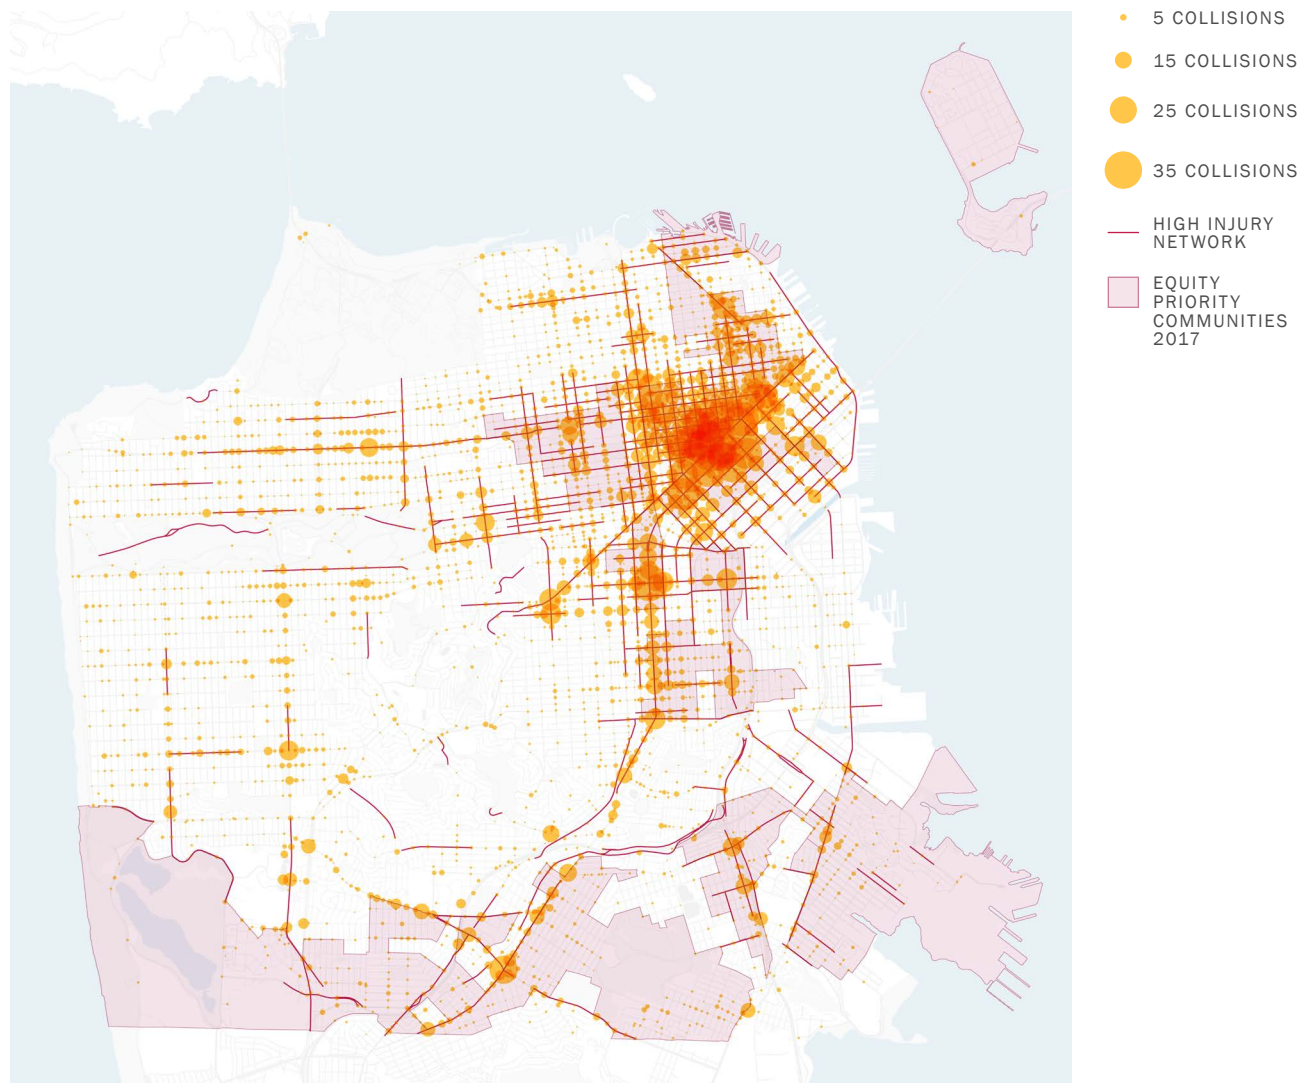 5 COLLISIONS
15 COLLISIONS
25 COLLISIONS
35 COLLISIONS
HIGH INJURY
NETWORK
EQUITY
PRIORITY
COMMUNITIES
2017